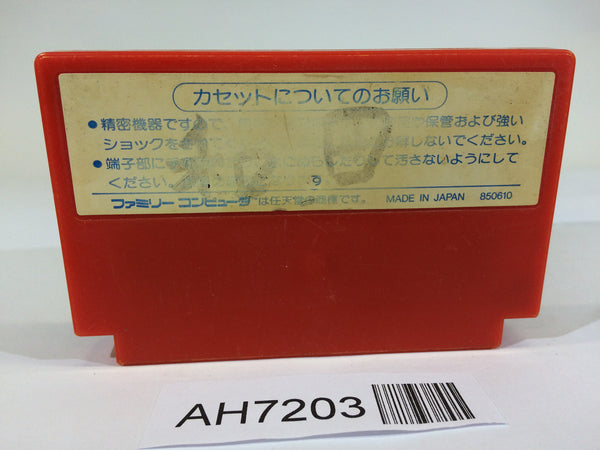 カセットについてのお願い
●精密機器ですので、 保管および強い
ショックをさ しないでください。
●端子部に 汚さないようにして
ください。 9
ファミリーコンピュータ は任天堂の商標です。 MADE IN JAPAN 850610
AH7203